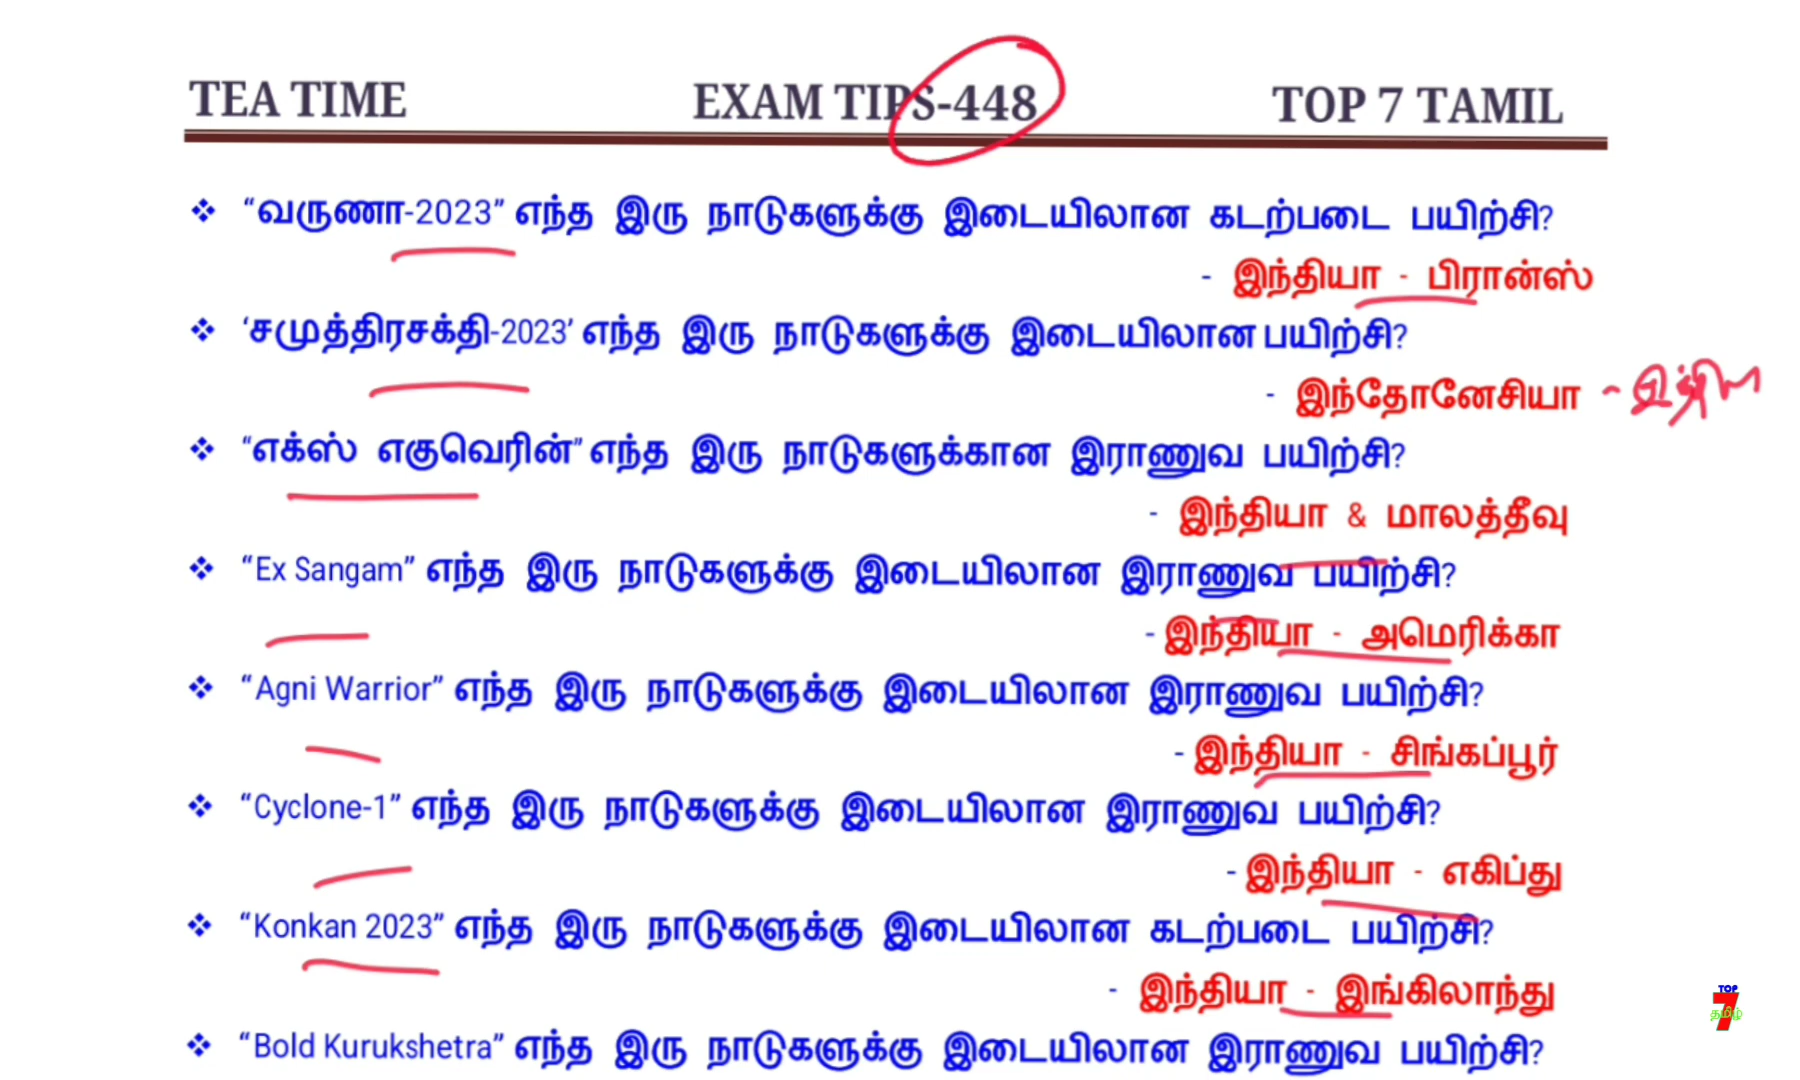 TEA TIME EXAM TIPS-448 TOP 7 TAMIL
❖ “வருணா-2023” எந்த இரு நாடுகளுக்கு இடையிலான கடற்படை பயிற்சி?
- இந்தியா - பிரான்ஸ்
❖ ‘சமுத்திரசக்தி-2023’ எந்த இரு நாடுகளுக்கு இடையிலான பயிற்சி?
- இந்தோனேசியா - இந்தியா
❖ “எக்ஸ் எகுவெரின்” எந்த இரு நாடுகளுக்கான இராணுவ பயிற்சி?
- இந்தியா & மாலத்தீவு
❖ “Ex Sangam” எந்த இரு நாடுகளுக்கு இடையிலான இராணுவ பயிற்சி?
- இந்தியா - அமெரிக்கா
❖ “Agni Warrior” எந்த இரு நாடுகளுக்கு இடையிலான இராணுவ பயிற்சி?
- இந்தியா - சிங்கப்பூர்
❖ “Cyclone-1” எந்த இரு நாடுகளுக்கு இடையிலான இராணுவ பயிற்சி?
- இந்தியா - எகிப்து
❖ “Konkan 2023” எந்த இரு நாடுகளுக்கு இடையிலான கடற்படை பயிற்சி?
- இந்தியா - இங்கிலாந்து
TOP
7
தமிழ்
❖ “Bold Kurukshetra” எந்த இரு நாடுகளுக்கு இடையிலான இராணுவ பயிற்சி?